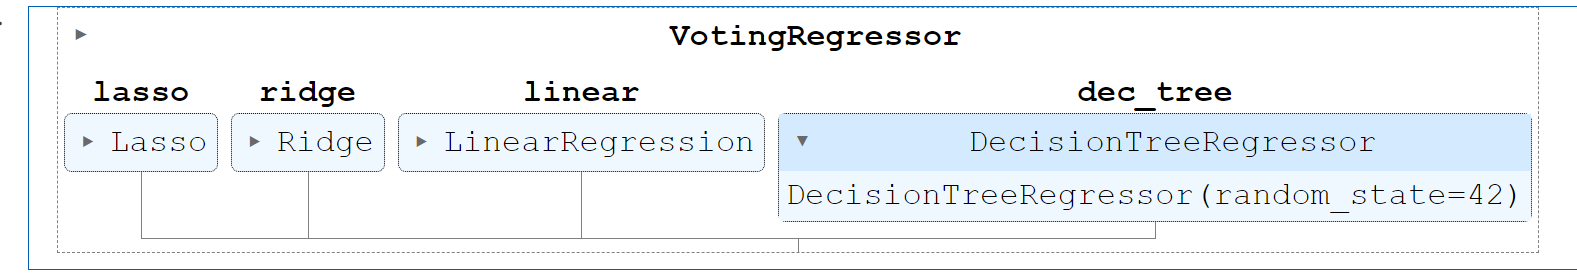 VotingRegressor
lasso ridge linear dec_tree
Lasso Ridge LinearRegression DecisionTreeRegressor
DecisionTreeRegressor(random_state=42)